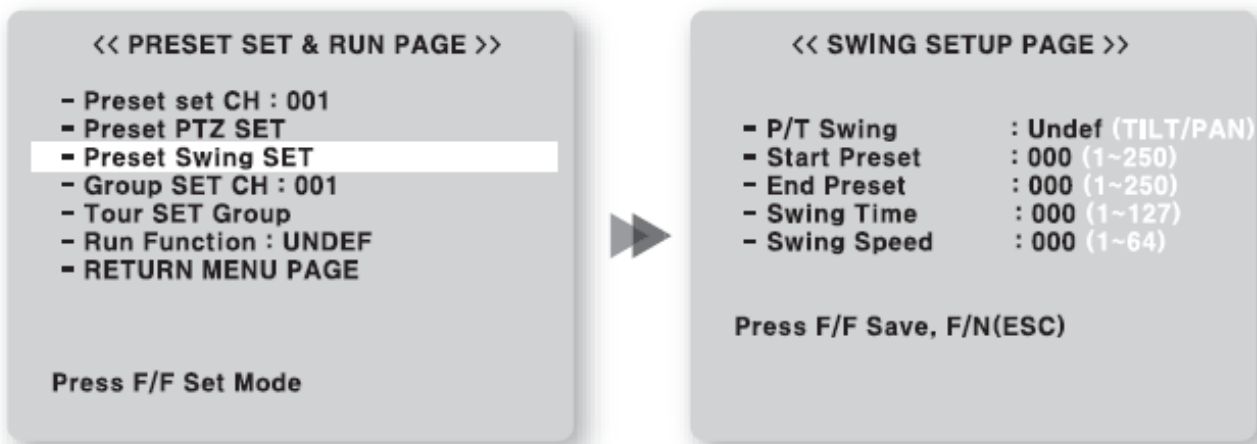 << PRESET SET & RUN PAGE >>
- Preset set CH : 001
- Preset PTZ SET
- Preset Swing SET
- Group SET CH : 001
- Tour SET Group
- Run Function : UNDEF
- RETURN MENU PAGE
Press F/F Set Mode
<< SWING SETUP PAGE >>
- P/T Swing : Undef (TILT/PAN)
- Start Preset : 000 (1~250)
- End Preset : 000 (1~250)
- Swing Time : 000 (1~127)
- Swing Speed : 000 (1~64)
Press F/F Save, F/N(ESC)